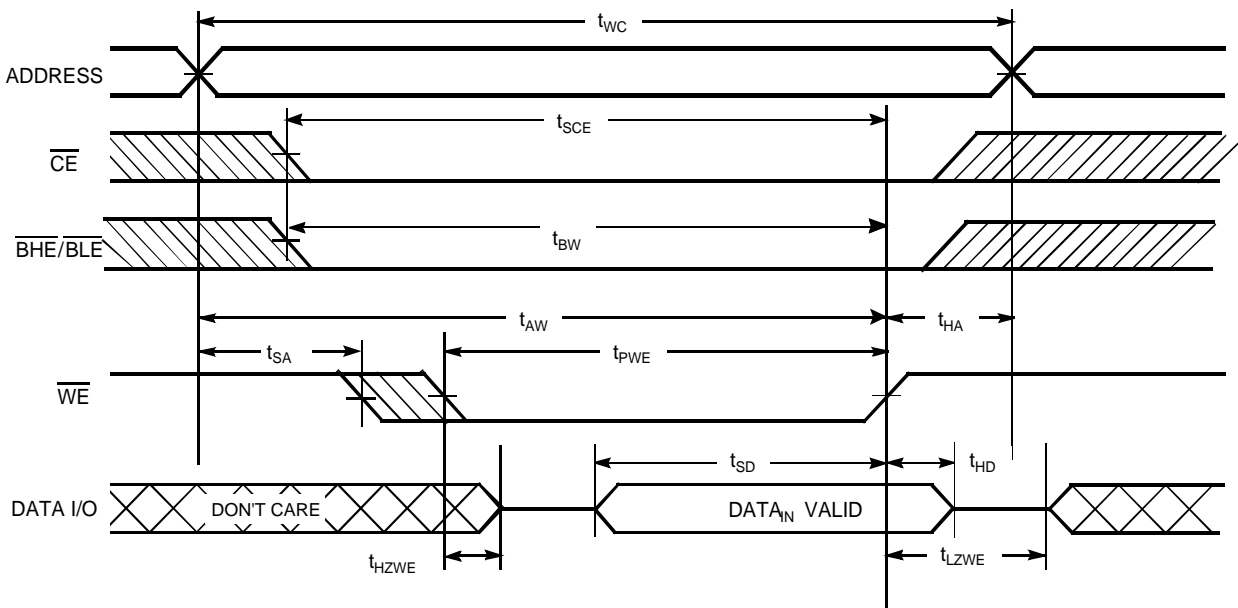 tWC
ADDRESS
tSCE
CE
tBW
BHE/BLE
tAW
tHA
tSA
tPWE
WE
tSD
tHD
DATA I/O
DON'T CARE
DATAIN VALID
tHZWE
tLZWE